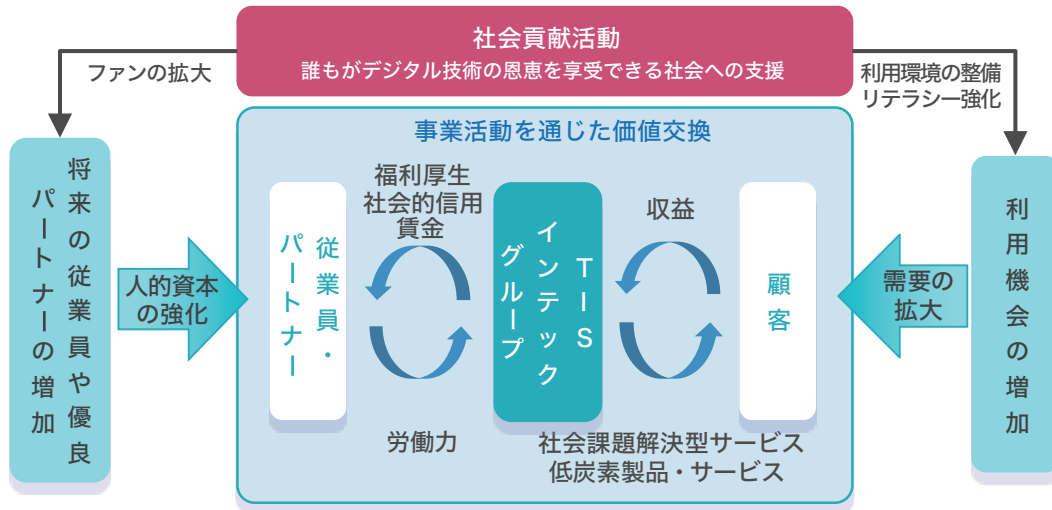 社会貢献活動
誰もがデジタル技術の恩恵を享受できる社会への支援
ファンの拡大
利用環境の整備
リテラシー強化
事業活動を通じた価値交換
将来の従業員や優良
パートナーの増加
人的資本
の強化
従業員・
パートナー
福利厚生
社会的信用
賃金
労働力
TIS
インテック
グループ
収益
社会課題解決型サービス
低炭素製品・サービス
顧客
需要の
拡大
利用機会の増加